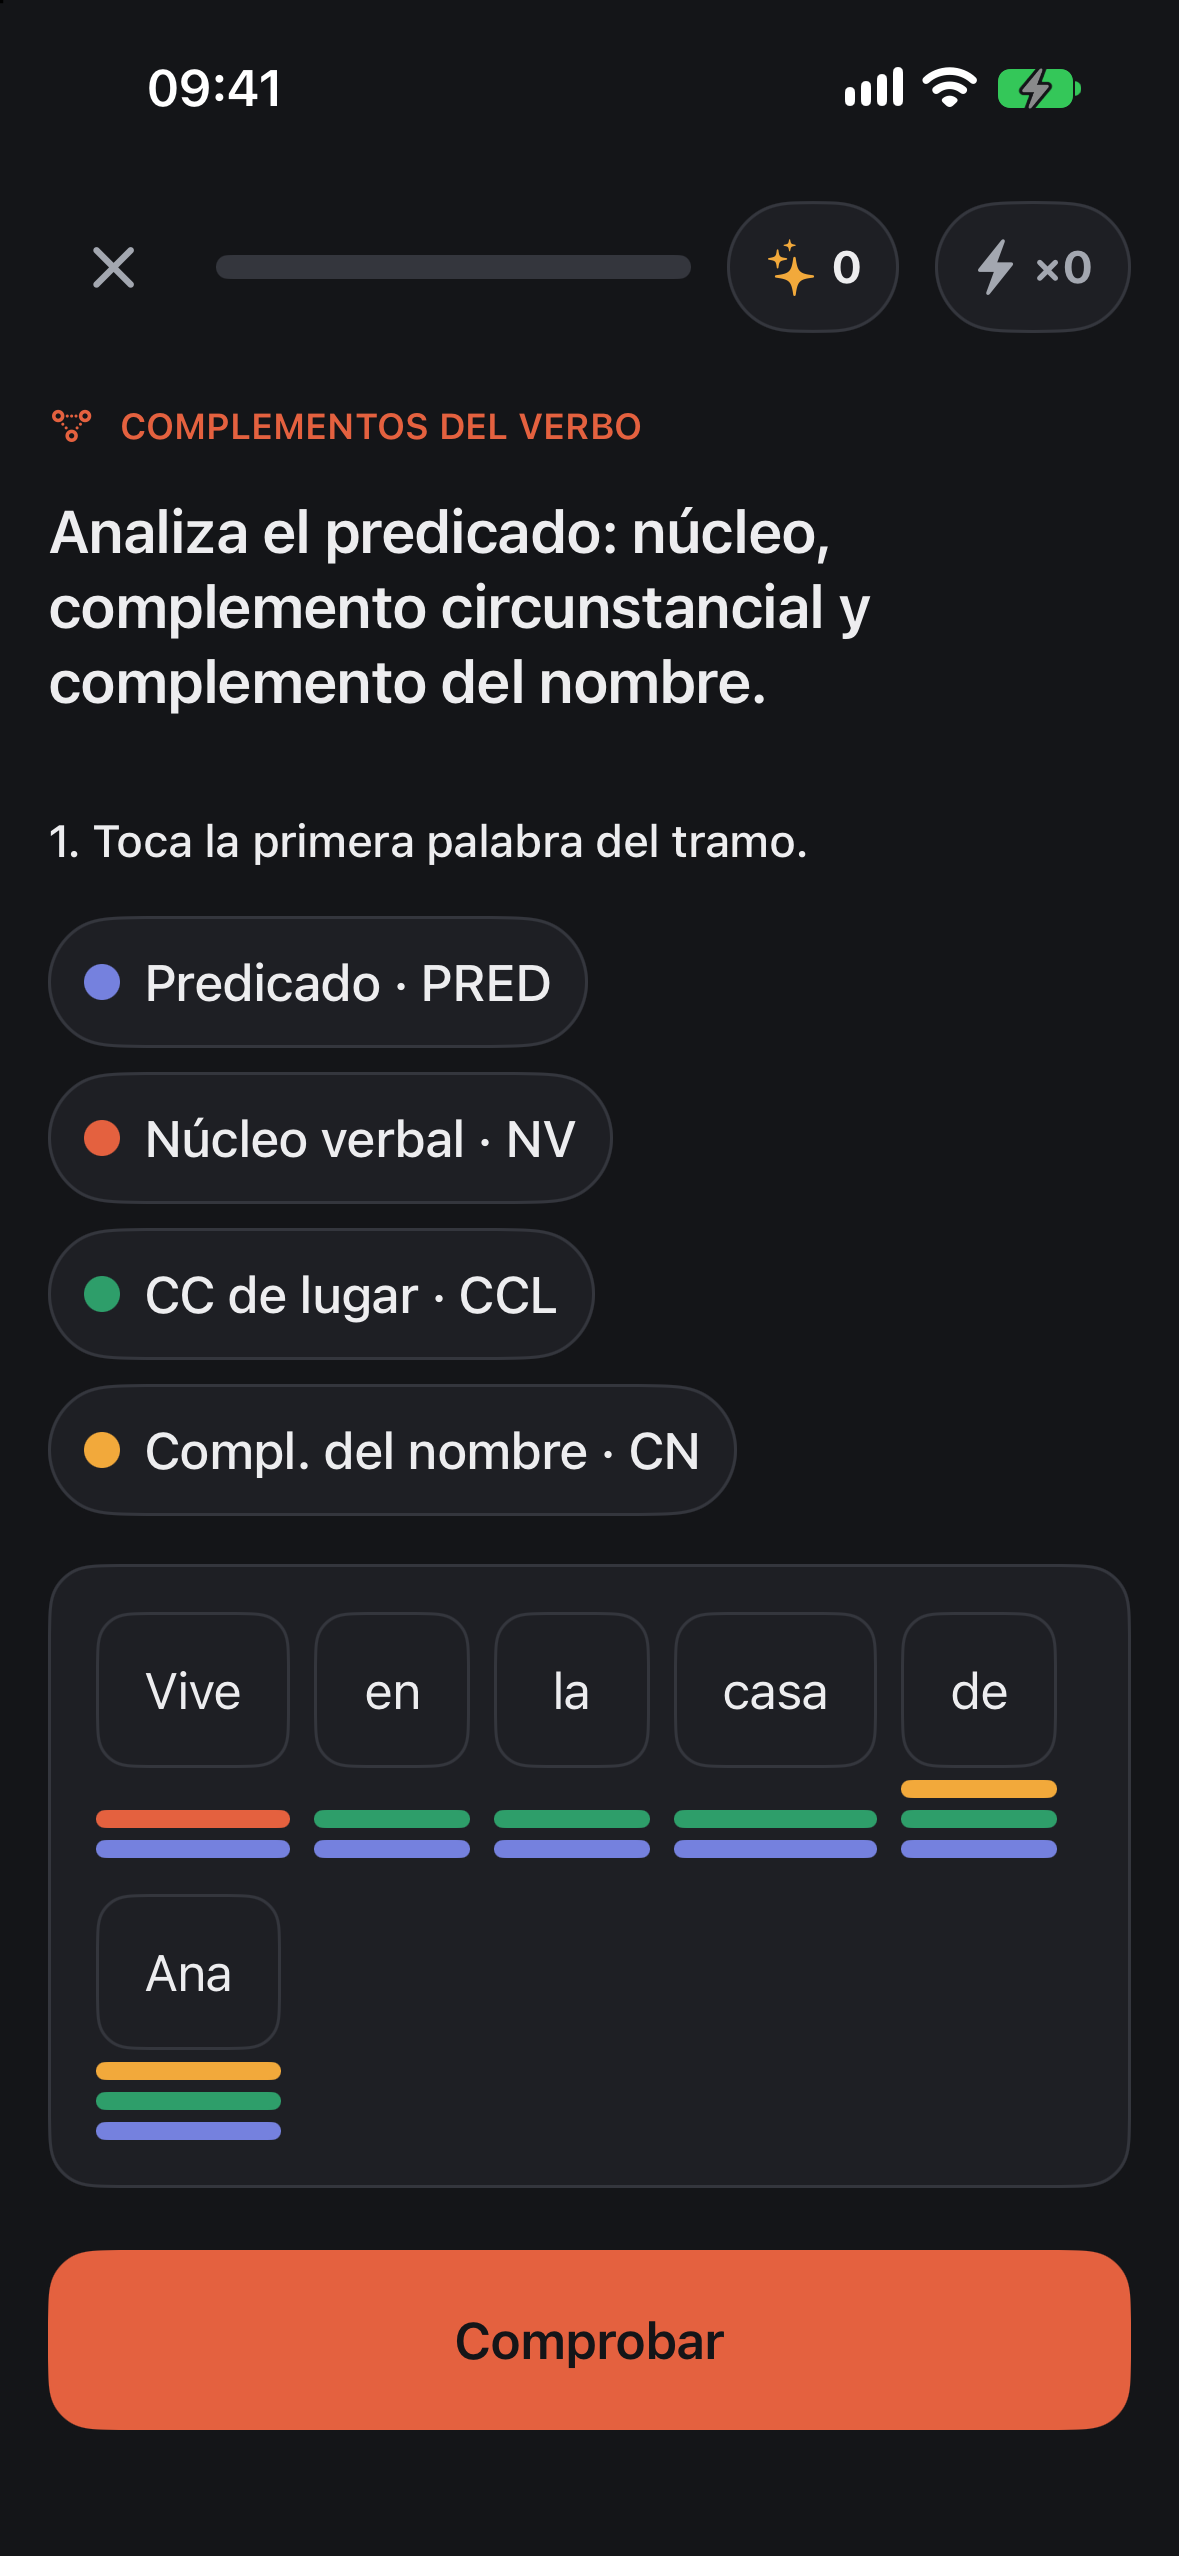 09:41
0
×0
COMPLEMENTOS DEL VERBO
Analiza el predicado: núcleo,
complemento circunstancial y
complemento del nombre.
1. Toca la primera palabra del tramo.
Predicado · PRED
Núcleo verbal · NV
CC de lugar · CCL
Compl. del nombre · CN
Vive en la casa de
Ana
Comprobar